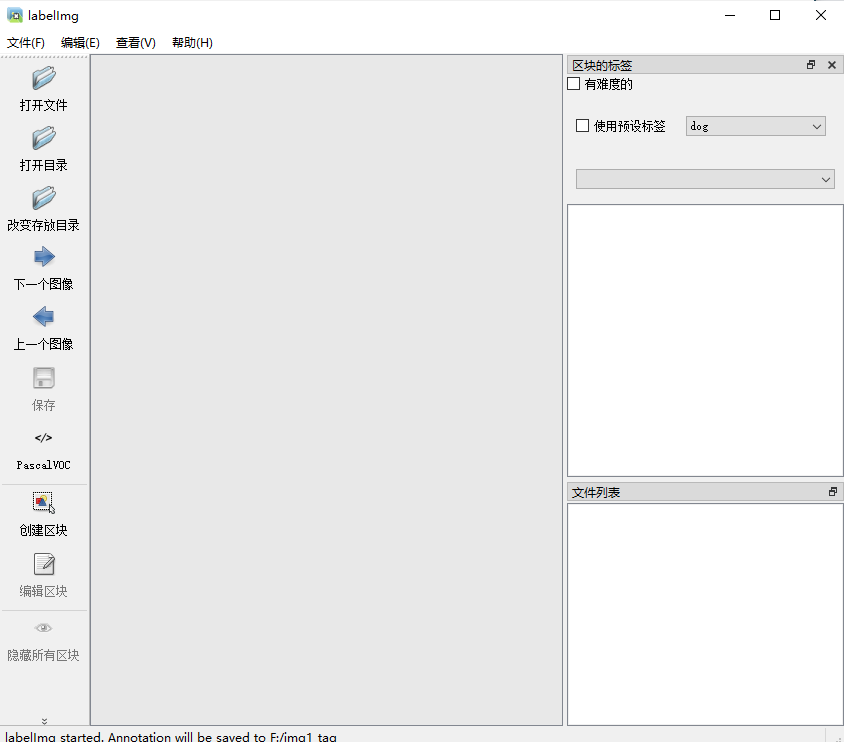 labelImg
文件(F) 编辑(E) 查看(V) 帮助(H)
打开文件
打开目录
改变存放目录
下一个图像
上一个图像
保存
</>
PascalVOC
创建区块
编辑区块
隐藏所有区块
区块的标签
有难度的
使用预设标签 dog
文件列表
labelImg started. Annotation will be saved to F:/img1_tag